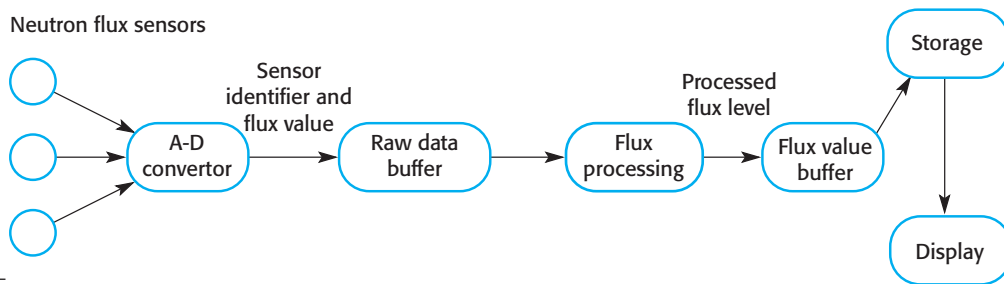 Neutron flux sensors
Storage
Sensor
identifier and
flux value
Processed
flux level
A-D
convertor
Raw data
buffer
Flux
processing
Flux value
buffer
Display